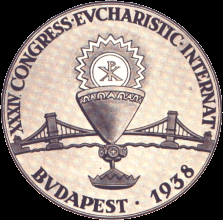 XXXIV·CONGRESS·EVCHARISTIC·INTERNAT
BVDAPEST · 1938